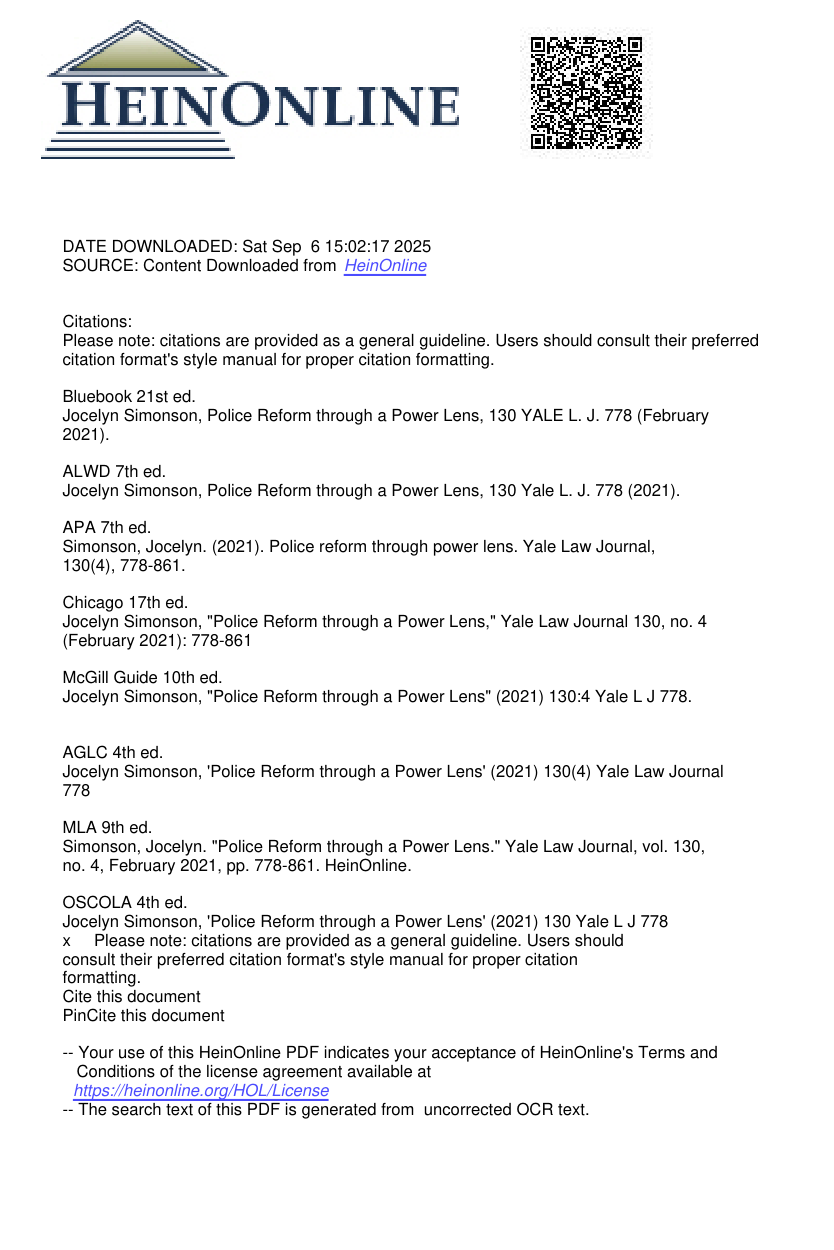 HEINONLINE
DATE DOWNLOADED: Sat Sep 6 15:02:17 2025
SOURCE: Content Downloaded from HeinOnline
Citations:
Please note: citations are provided as a general guideline. Users should consult their preferred
citation format's style manual for proper citation formatting.
Bluebook 21st ed.
Jocelyn Simonson, Police Reform through a Power Lens, 130 YALE L. J. 778 (February
2021).
ALWD 7th ed.
Jocelyn Simonson, Police Reform through a Power Lens, 130 Yale L. J. 778 (2021).
APA 7th ed.
Simonson, Jocelyn. (2021). Police reform through power lens. Yale Law Journal,
130(4), 778-861.
Chicago 17th ed.
Jocelyn Simonson, "Police Reform through a Power Lens," Yale Law Journal 130, no. 4
(February 2021): 778-861
McGill Guide 10th ed.
Jocelyn Simonson, "Police Reform through a Power Lens" (2021) 130:4 Yale L J 778.
AGLC 4th ed.
Jocelyn Simonson, 'Police Reform through a Power Lens' (2021) 130(4) Yale Law Journal
778
MLA 9th ed.
Simonson, Jocelyn. "Police Reform through a Power Lens." Yale Law Journal, vol. 130,
no. 4, February 2021, pp. 778-861. HeinOnline.
OSCOLA 4th ed.
Jocelyn Simonson, 'Police Reform through a Power Lens' (2021) 130 Yale L J 778
x Please note: citations are provided as a general guideline. Users should
consult their preferred citation format's style manual for proper citation
formatting.
Cite this document
PinCite this document
-- Your use of this HeinOnline PDF indicates your acceptance of HeinOnline's Terms and
Conditions of the license agreement available at
https://heinonline.org/HOL/License
-- The search text of this PDF is generated from uncorrected OCR text.